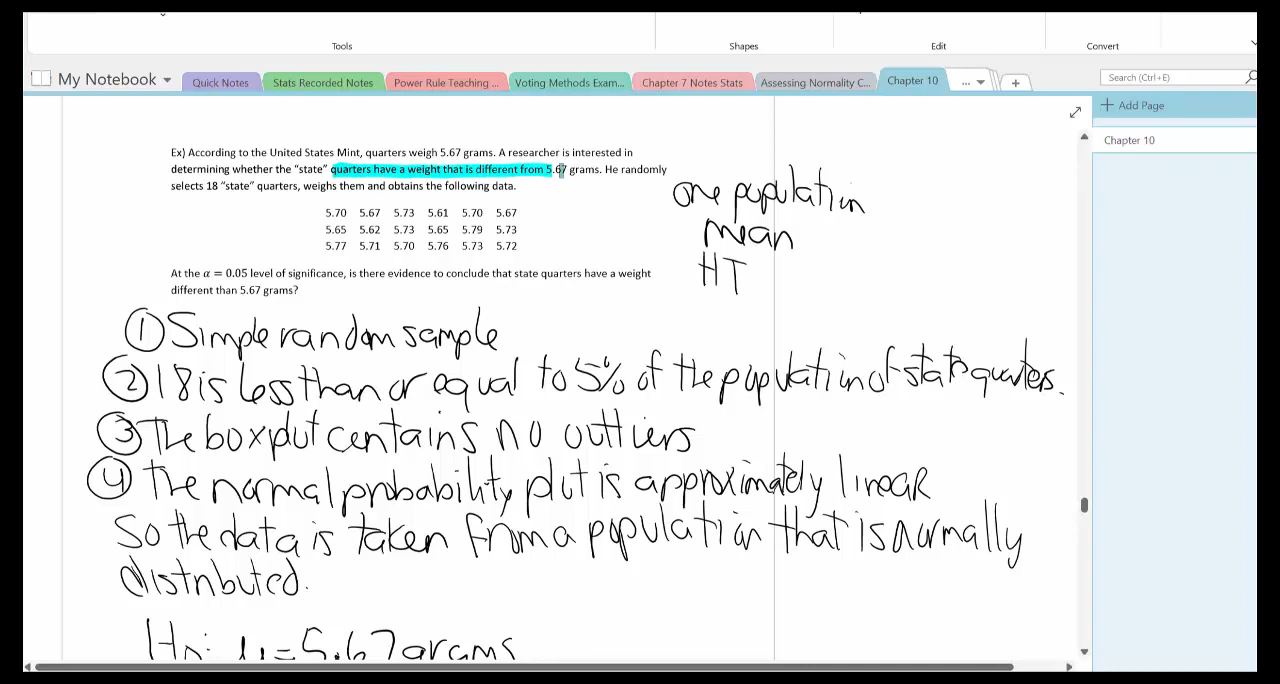 Tools Shapes Edit Convert
My Notebook Quick Notes Stats Recorded Notes Power Rule Teaching ... Voting Methods Exam... Chapter 7 Notes Stats Assessing Normality C... Chapter 10 ... + Search (Ctrl+E)
+ Add Page
Chapter 10
Ex) According to the United States Mint, quarters weigh 5.67 grams. A researcher is interested in
determining whether the "state" quarters have a weight that is different from 5.67 grams. He randomly
selects 18 "state" quarters, weighs them and obtains the following data.
5.70 5.67 5.73 5.61 5.70 5.67
5.65 5.62 5.73 5.65 5.79 5.73
5.77 5.71 5.70 5.76 5.73 5.72
At the α = 0.05 level of significance, is there evidence to conclude that state quarters have a weight
different than 5.67 grams?
one population
mean
HT
① Simple random sample
② 18 is less than or equal to 5% of the population of state quarters.
③ The boxplot contains no outliers
④ The normal probability plot is approximately linear
So the data is taken from a population that is normally
distributed.
H₀: μ = 5.67 grams